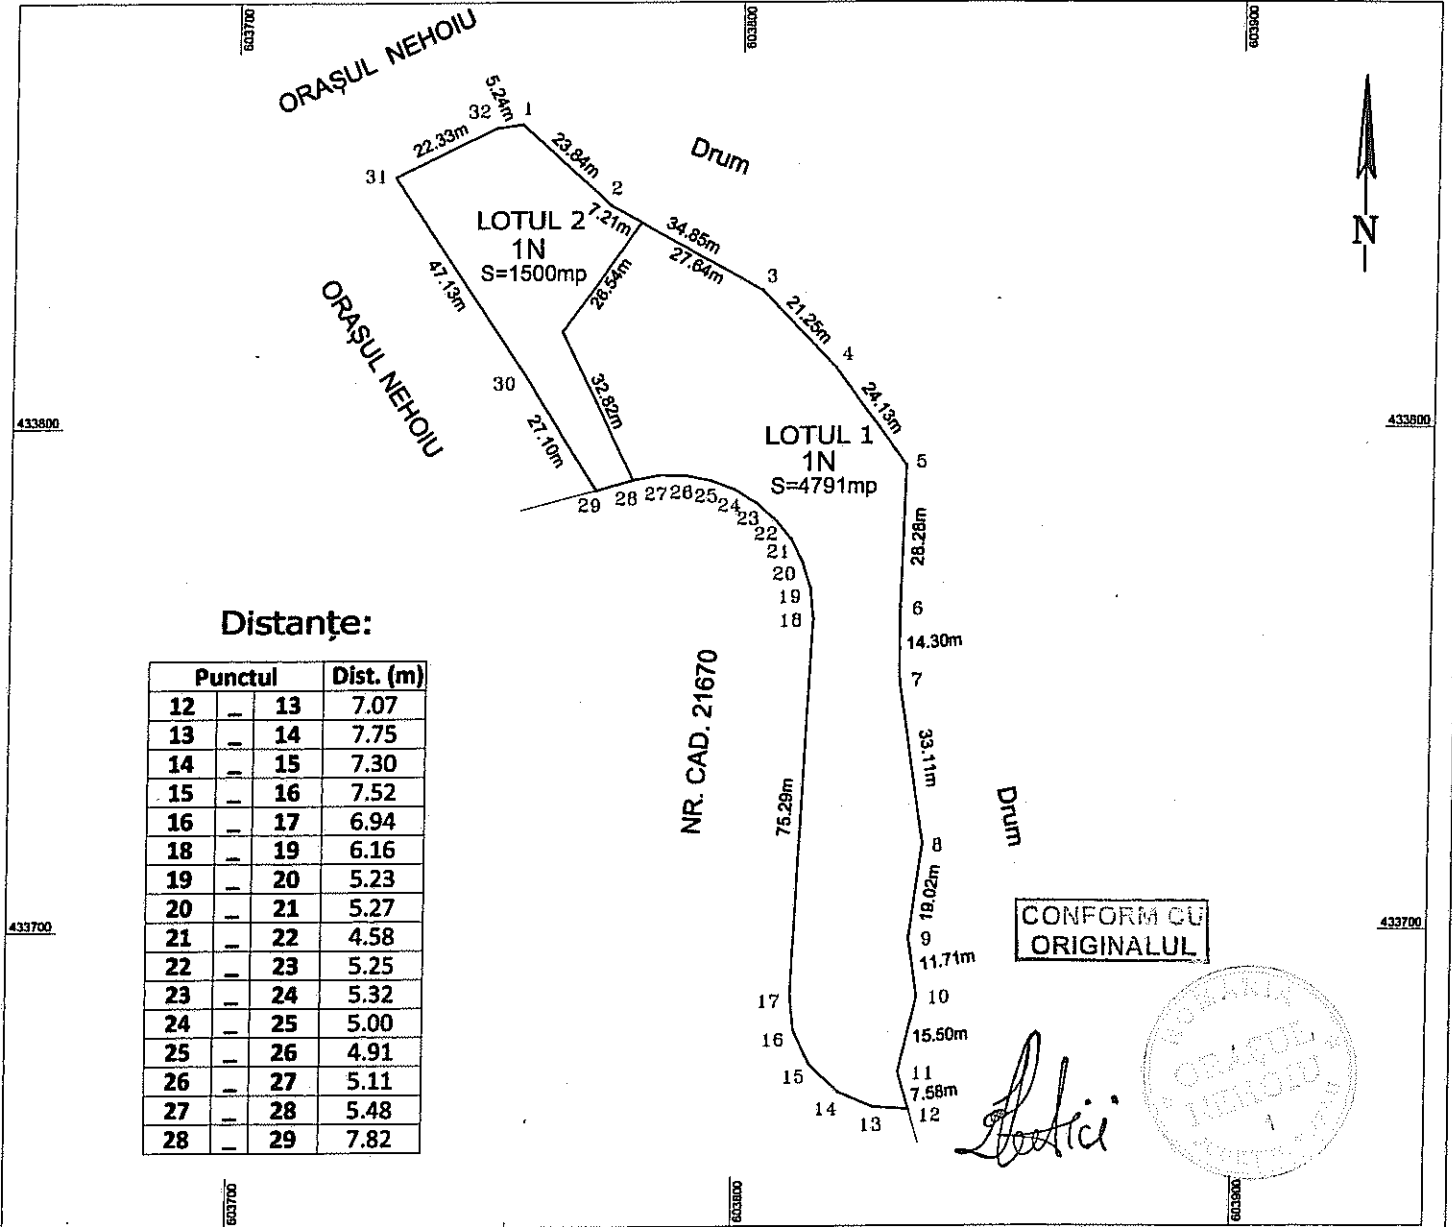 603700
603800
603900
ORAȘUL NEHOIU
5.24m
1
32
22.33m
23.84m
Drum
31
2
LOTUL 2
1N
S=1500mp
7.21m
34.85m
27.64m
N
3
26.54m
47.13m
21.25m
ORAȘUL NEHOIU
4
30
32.82m
24.13m
433800
433800
27.10m
LOTUL 1
1N
S=4791mp
5
29
28
27
26
25
24
23
22
21
20
19
18
28.28m
6
14.30m
7
Distanțe:
Punctul Dist. (m)
12 _ 13 7.07
13 _ 14 7.75
14 _ 15 7.30
15 _ 16 7.52
16 _ 17 6.94
18 _ 19 6.16
19 _ 20 5.23
20 _ 21 5.27
21 _ 22 4.58
22 _ 23 5.25
23 _ 24 5.32
24 _ 25 5.00
25 _ 26 4.91
26 _ 27 5.11
27 _ 28 5.48
28 _ 29 7.82
NR. CAD. 21670
75.29m
33.11m
Drum
8
19.02m
433700
433700
9
11.71m
CONFORM CU
ORIGINALUL
17
10
16
15.50m
15
11
7.58m
14
13
12
ROMÂNIA
ORAȘUL
NEHOIU
1
603700
603800
603900